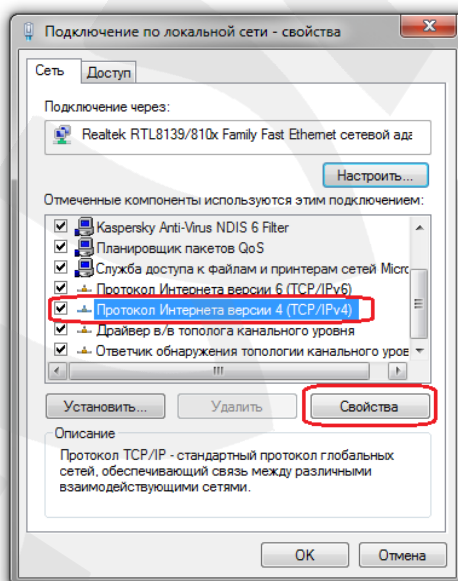 Подключение по локальной сети - свойства
Сеть Доступ
Подключение через:
Realtek RTL8139/810x Family Fast Ethernet сетевой ада
Настроить...
Отмеченные компоненты используются этим подключением:
Kaspersky Anti-Virus NDIS 6 Filter
Планировщик пакетов QoS
Служба доступа к файлам и принтерам сетей Micro
Протокол Интернета версии 6 (TCP/IPv6)
Протокол Интернета версии 4 (TCP/IPv4)
Драйвер в/в тополога канального уровня
Ответчик обнаружения топологии канального уров
Установить... Удалить Свойства
Описание
Протокол TCP/IP - стандартный протокол глобальных
сетей, обеспечивающий связь между различными
взаимодействующими сетями.
ОК Отмена